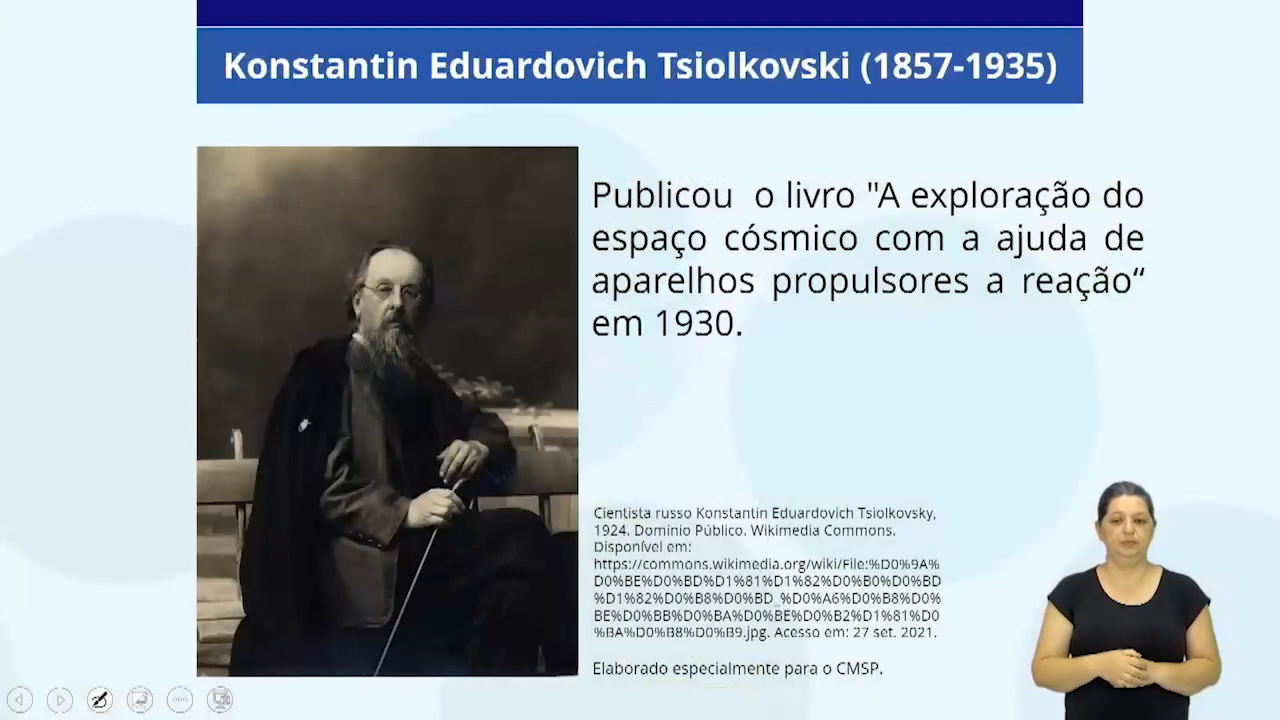 Konstantin Eduardovich Tsiolkovski (1857-1935)
Publicou o livro "A exploração do
espaço cósmico com a ajuda de
aparelhos propulsores a reação“
em 1930.
Cientista russo Konstantin Eduardovich Tsiolkovsky,
1924. Domínio Público. Wikimedia Commons.
Disponível em:
https://commons.wikimedia.org/wiki/File:%D0%9A%
D0%BE%D0%BD%D1%81%D1%82%D0%B0%D0%BD
%D1%82%D0%B8%D0%BD_%D0%A6%D0%B8%D0%
BE%D0%BB%D0%BA%D0%BE%D0%B2%D1%81%D0
%BA%D0%B8%D0%B9.jpg. Acesso em: 27 set. 2021.
Elaborado especialmente para o CMSP.